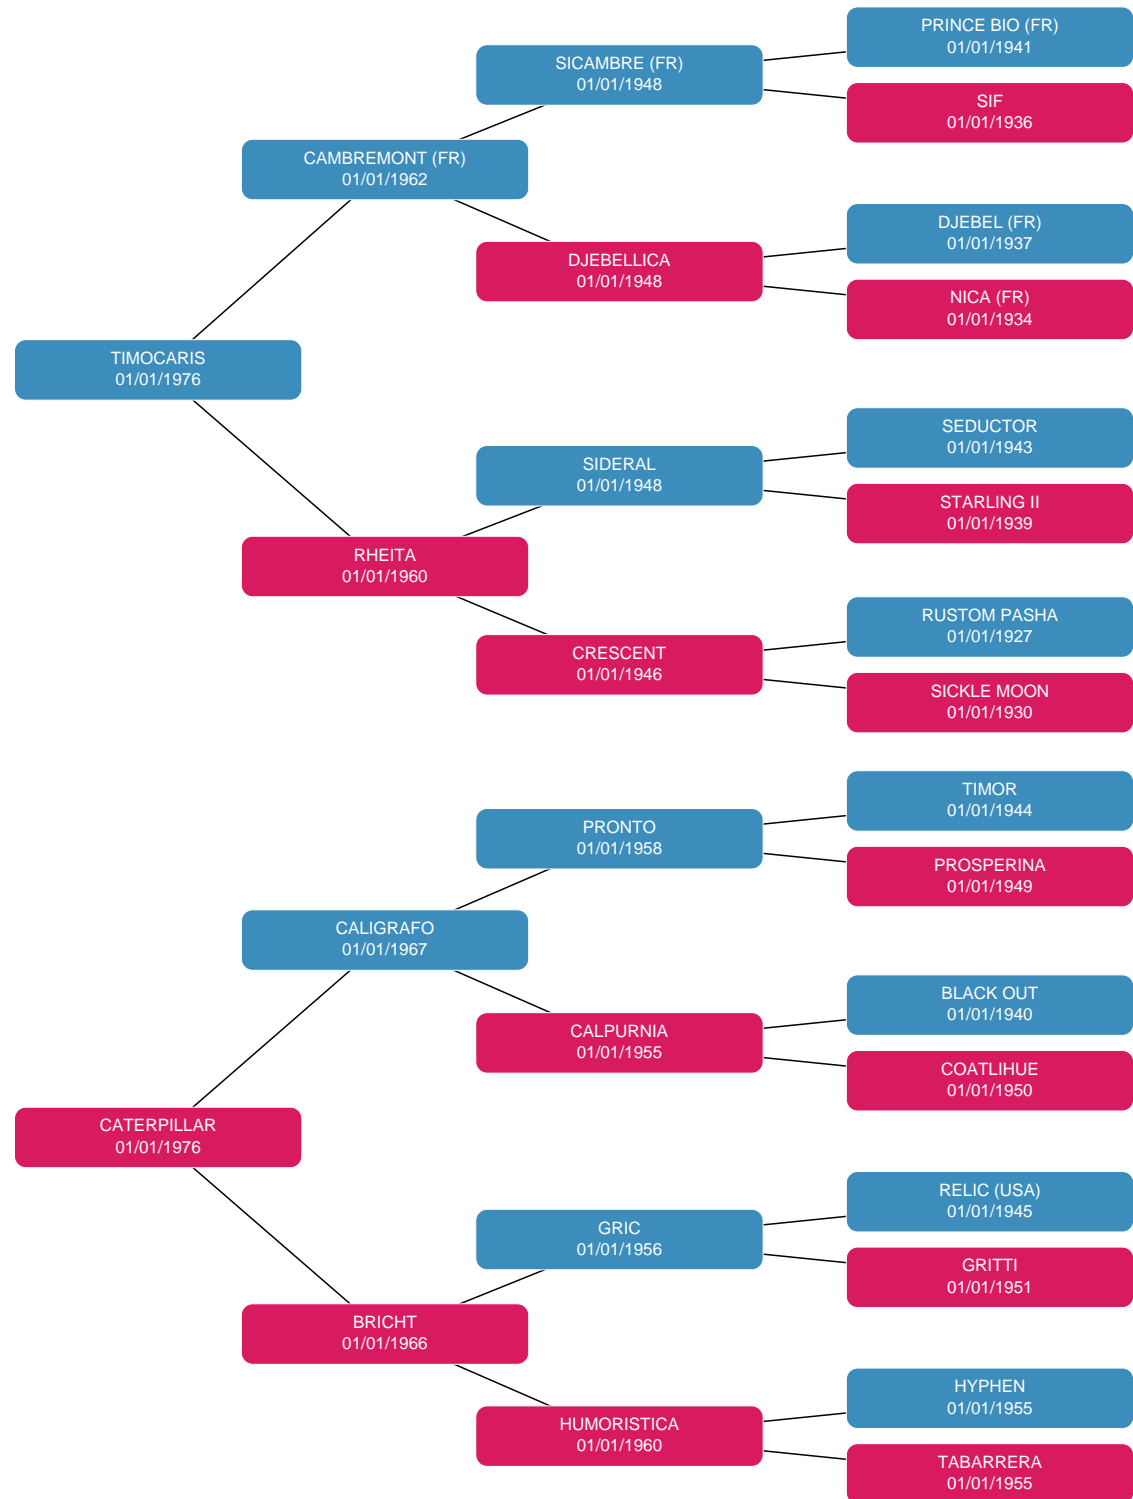 PRINCE BIO (FR)
01/01/1941
SICAMBRE (FR)
01/01/1948
SIF
01/01/1936
CAMBREMONT (FR)
01/01/1962
DJEBEL (FR)
01/01/1937
DJEBELLICA
01/01/1948
NICA (FR)
01/01/1934
TIMOCARIS
01/01/1976
SEDUCTOR
01/01/1943
SIDERAL
01/01/1948
STARLING II
01/01/1939
RHEITA
01/01/1960
RUSTOM PASHA
01/01/1927
CRESCENT
01/01/1946
SICKLE MOON
01/01/1930
TIMOR
01/01/1944
PRONTO
01/01/1958
PROSPERINA
01/01/1949
CALIGRAFO
01/01/1967
BLACK OUT
01/01/1940
CALPURNIA
01/01/1955
COATLIHUE
01/01/1950
CATERPILLAR
01/01/1976
RELIC (USA)
01/01/1945
GRIC
01/01/1956
GRITTI
01/01/1951
BRICHT
01/01/1966
HYPHEN
01/01/1955
HUMORISTICA
01/01/1960
TABARRERA
01/01/1955